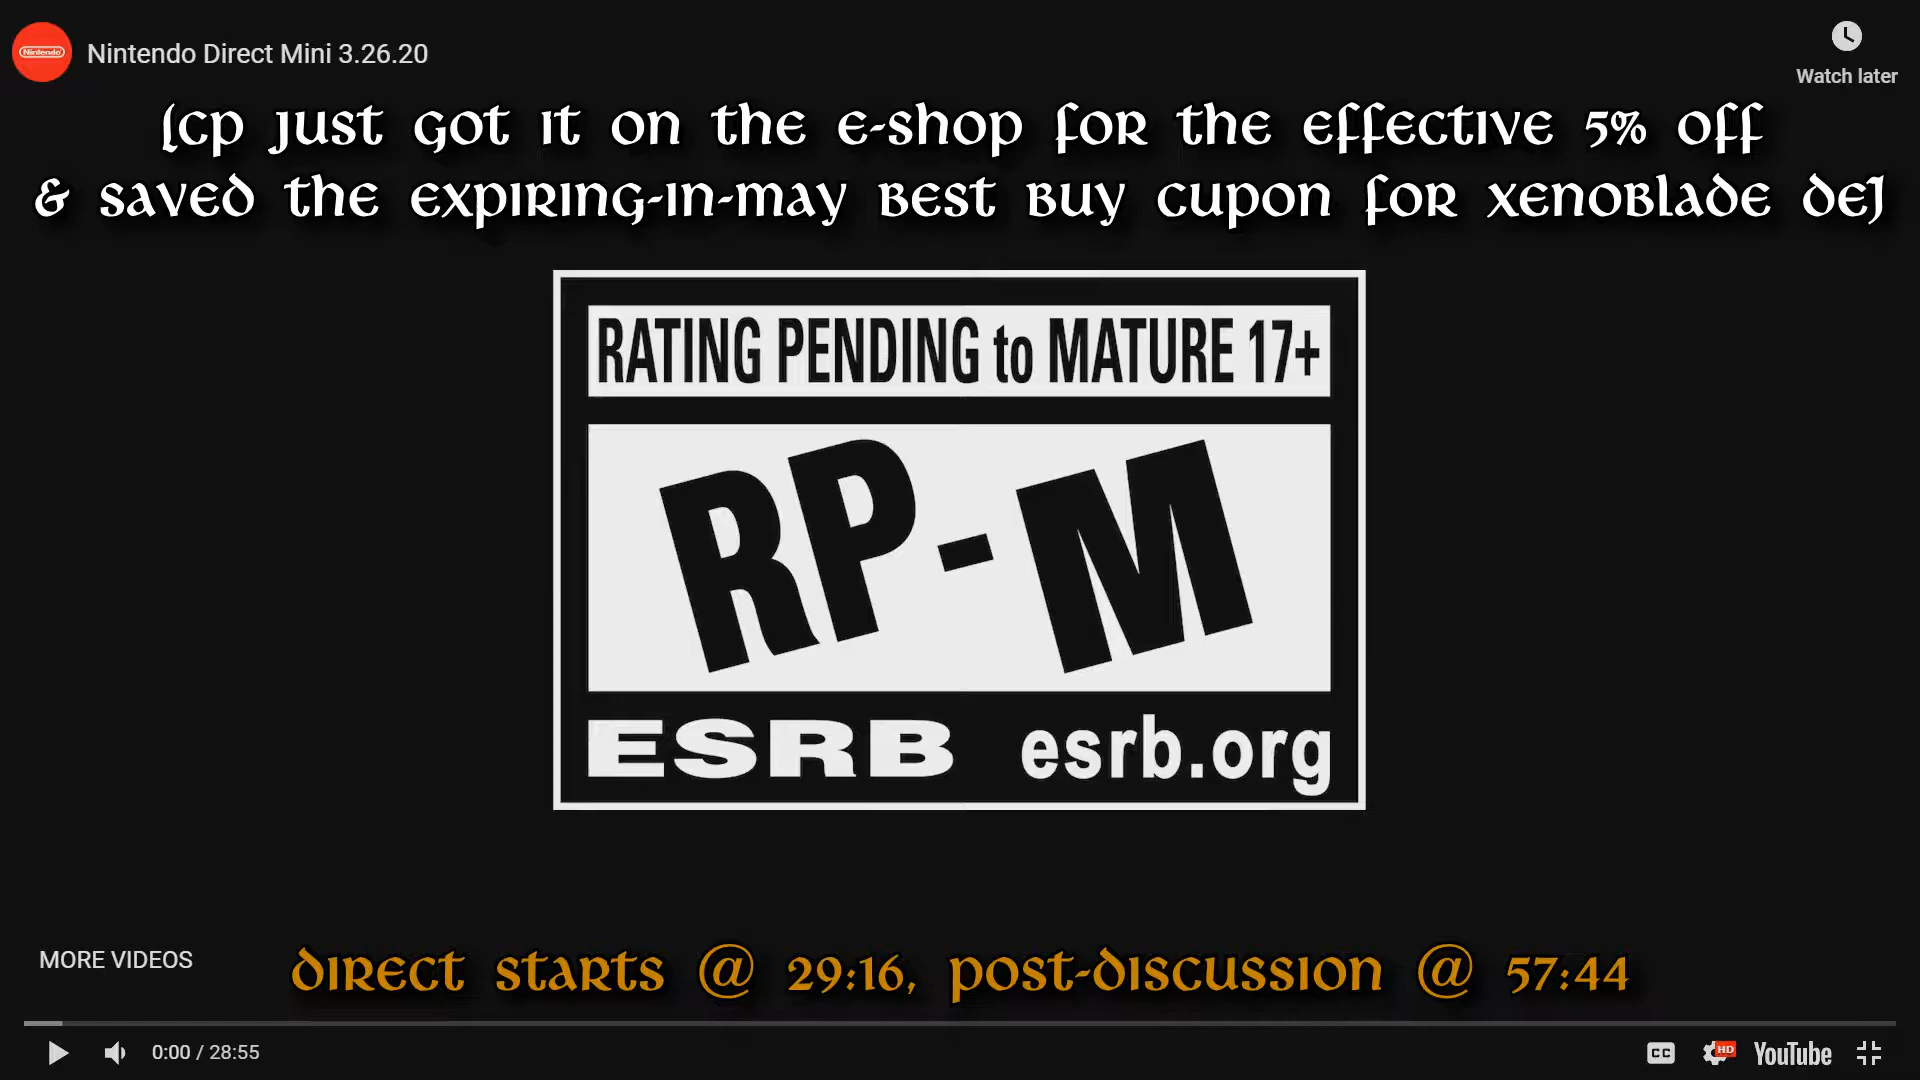 Nintendo
Nintendo Direct Mini 3.26.20
Watch later
[CP just got it on the e-shop for the effective 5% off
& saved the expiring-in-May Best Buy cupon for Xenoblade DE]
RATING PENDING to MATURE 17+
RP-M
ESRB esrb.org
MORE VIDEOS
Direct starts @ 29:16, post-discussion @ 57:44
0:00 / 28:55
CC
HD
YouTube